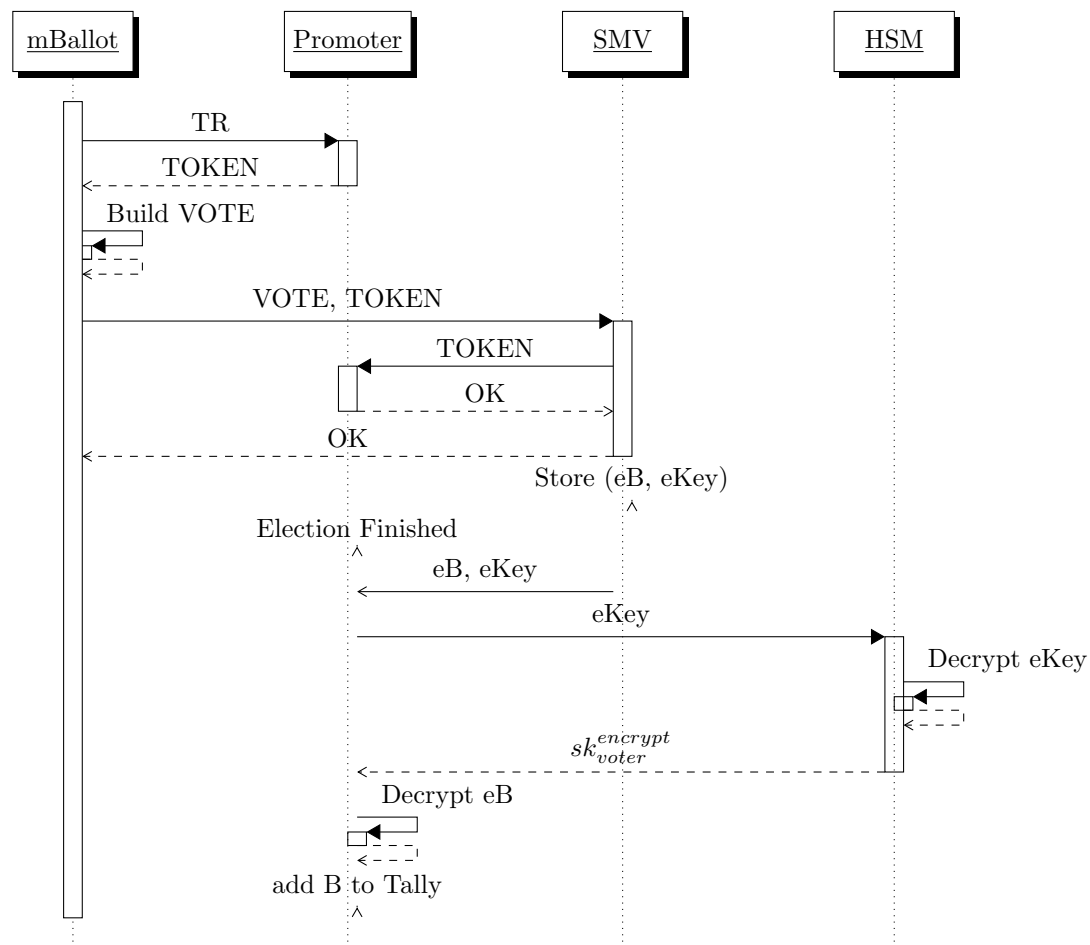 mBallot
Promoter
SMV
HSM
TR
TOKEN
Build VOTE
VOTE, TOKEN
TOKEN
OK
OK
Store (eB, eKey)
Election Finished
eB, eKey
eKey
Decrypt eKey
$sk_{voter}^{encrypt}$
Decrypt eB
add B to Tally